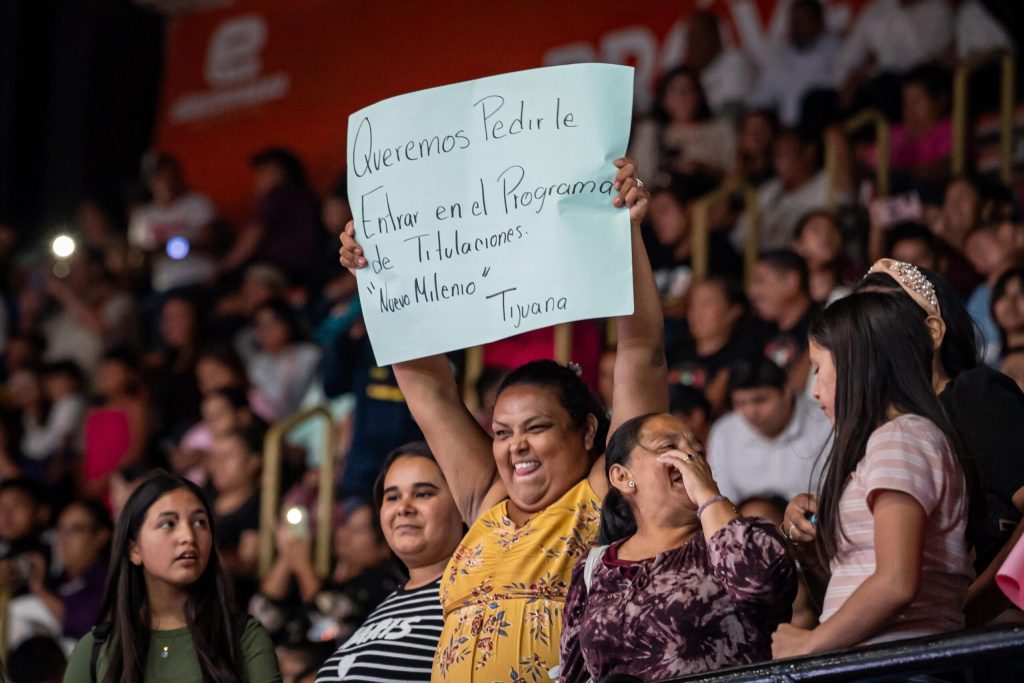 Queremos Pedirle
Entrar en el Programa
de Titulaciones.
"Nuevo Milenio"
Tijuana